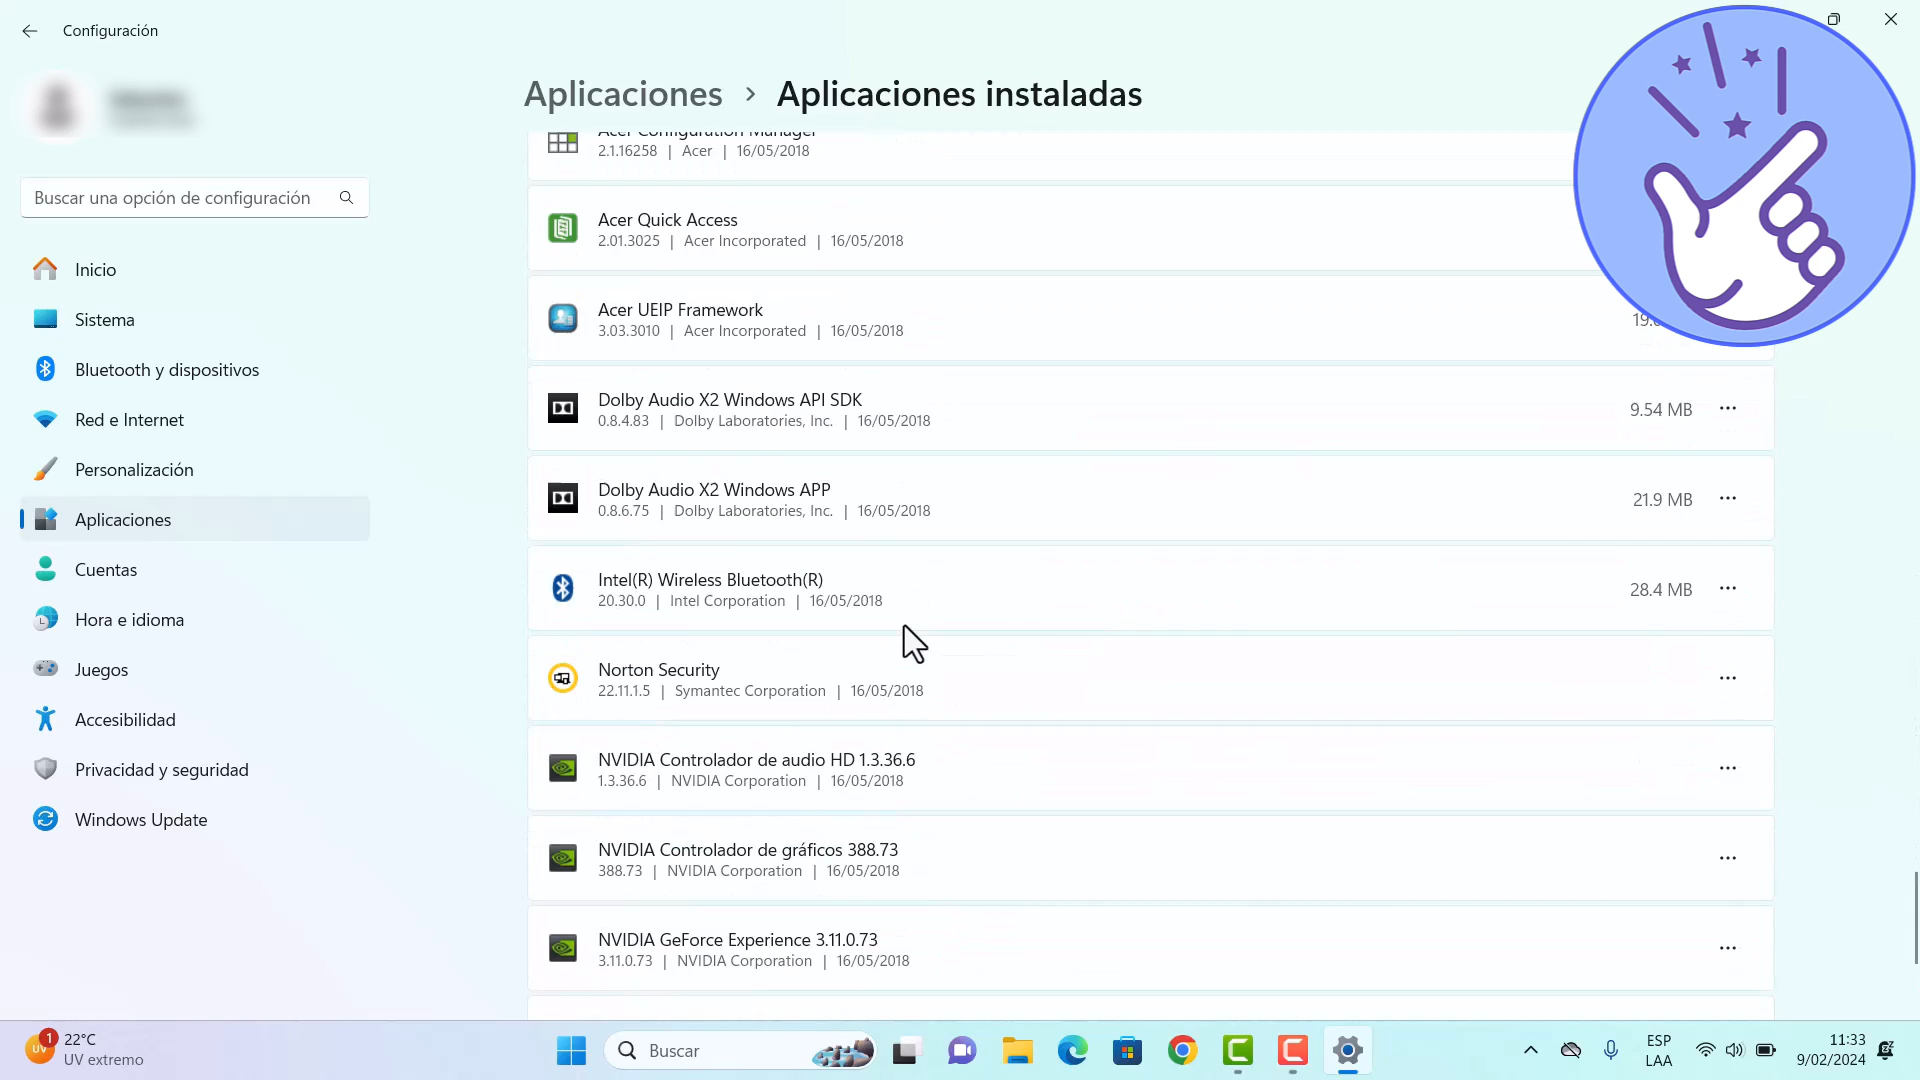 Configuración
Aplicaciones > Aplicaciones instaladas
Buscar una opción de configuración
Inicio
Sistema
Bluetooth y dispositivos
Red e Internet
Personalización
Aplicaciones
Cuentas
Hora e idioma
Juegos
Accesibilidad
Privacidad y seguridad
Windows Update
Acer Configuration Manager
2.1.16258 | Acer | 16/05/2018
Acer Quick Access
2.01.3025 | Acer Incorporated | 16/05/2018
Acer UEIP Framework
3.03.3010 | Acer Incorporated | 16/05/2018
Dolby Audio X2 Windows API SDK
0.8.4.83 | Dolby Laboratories, Inc. | 16/05/2018
9.54 MB
Dolby Audio X2 Windows APP
0.8.6.75 | Dolby Laboratories, Inc. | 16/05/2018
21.9 MB
Intel(R) Wireless Bluetooth(R)
20.30.0 | Intel Corporation | 16/05/2018
28.4 MB
Norton Security
22.11.1.5 | Symantec Corporation | 16/05/2018
NVIDIA Controlador de audio HD 1.3.36.6
1.3.36.6 | NVIDIA Corporation | 16/05/2018
NVIDIA Controlador de gráficos 388.73
388.73 | NVIDIA Corporation | 16/05/2018
NVIDIA GeForce Experience 3.11.0.73
3.11.0.73 | NVIDIA Corporation | 16/05/2018
UV 1
22°C
UV extremo
Buscar
ESP
LAA
11:33
9/02/2024